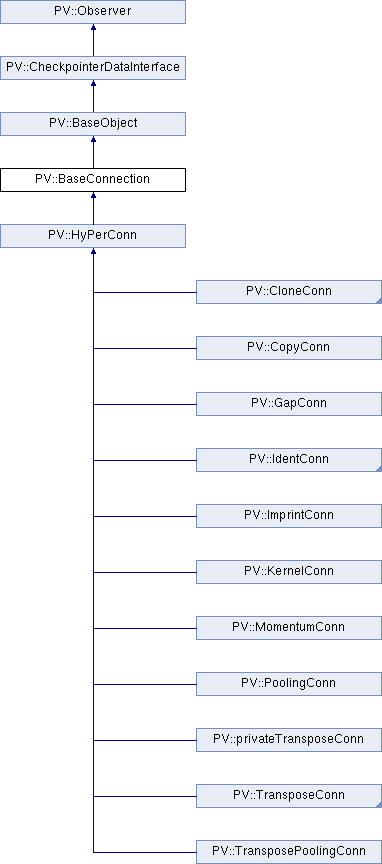 PV::Observer
PV::CheckpointerDataInterface
PV::BaseObject
PV::BaseConnection
PV::HyPerConn
PV::CloneConn
PV::CopyConn
PV::GapConn
PV::IdentConn
PV::ImprintConn
PV::KernelConn
PV::MomentumConn
PV::PoolingConn
PV::privateTransposeConn
PV::TransposeConn
PV::TransposePoolingConn